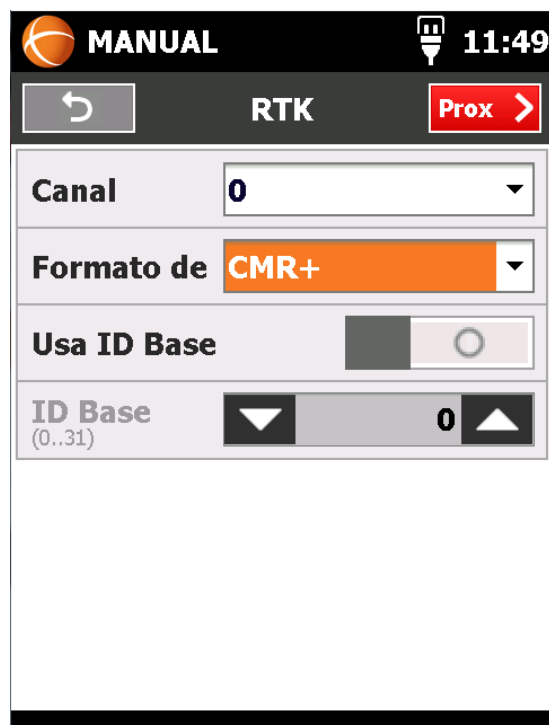 MANUAL 11:49
RTK Prox
Canal 0
Formato de CMR+
Usa ID Base
ID Base 0
(0..31)